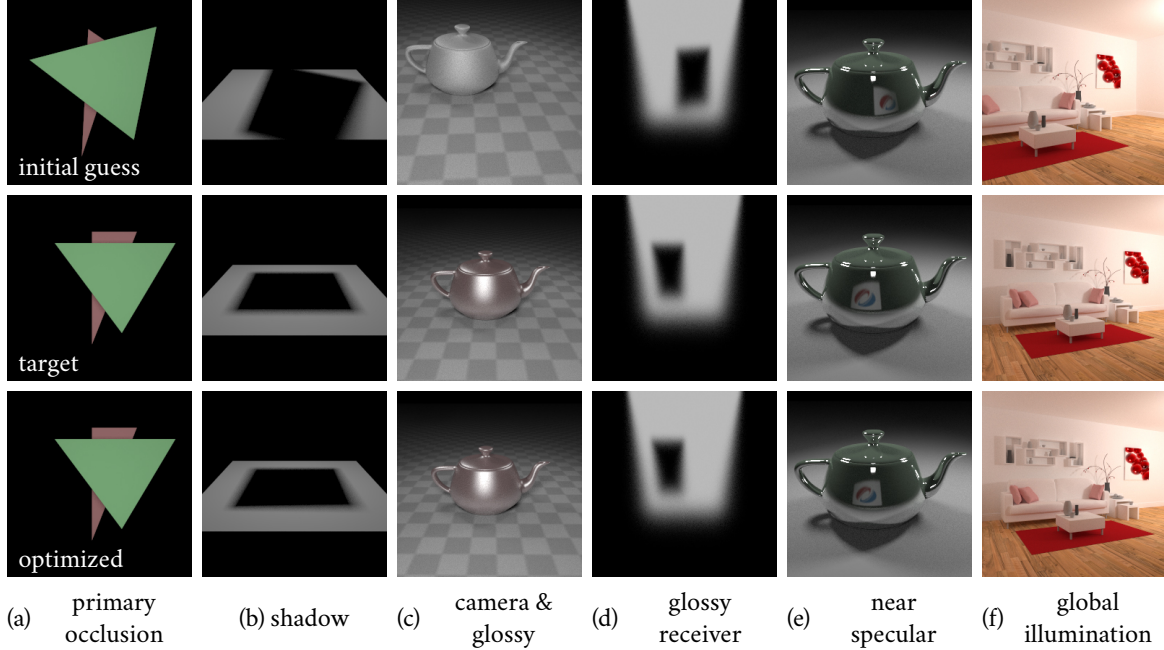 initial guess
target
optimized
(a) primary
occlusion
(b) shadow
(c) camera &
glossy
(d) glossy
receiver
(e) near
specular
(f) global
illumination